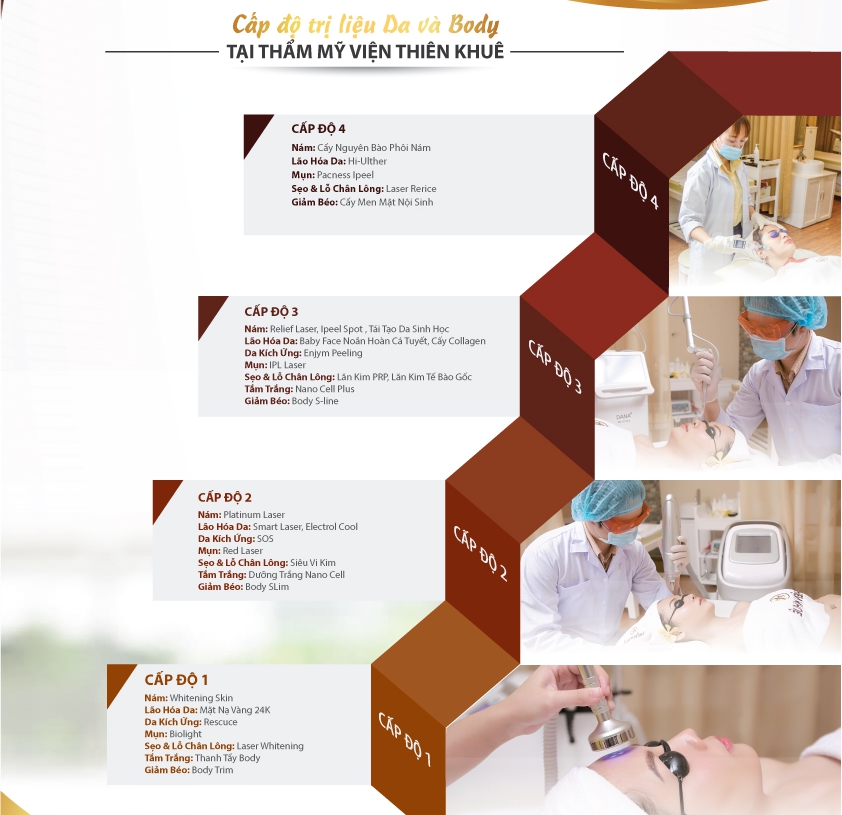 Cấp độ trị liệu Da và Body
TẠI THẨM MỸ VIỆN THIÊN KHUÊ
CẤP ĐỘ 4
Nám: Cấy Nguyên Bào Phôi Nám
Lão Hóa Da: Hi-Ulther
Mụn: Pacness Ipeel
Sẹo & Lỗ Chân Lông: Laser Rerice
Giảm Béo: Cấy Men Mật Nội Sinh
CẤP ĐỘ 4
CẤP ĐỘ 3
Nám: Relief Laser, Ipeel Spot , Tái Tạo Da Sinh Học
Lão Hóa Da: Baby Face Noãn Hoàn Cá Tuyết, Cấy Collagen
Da Kích Ứng: Enjym Peeling
Mụn: IPL Laser
Sẹo & Lỗ Chân Lông: Lăn Kim PRP, Lăn Kim Tế Bào Gốc
Tắm Trắng: Nano Cell Plus
Giảm Béo: Body S-line
CẤP ĐỘ 3
CẤP ĐỘ 2
Nám: Platinum Laser
Lão Hóa Da: Smart Laser, Electrol Cool
Da Kích Ứng: SOS
Mụn: Red Laser
Sẹo & Lỗ Chân Lông: Siêu Vi Kim
Tắm Trắng: Dưỡng Trắng Nano Cell
Giảm Béo: Body SLim
CẤP ĐỘ 2
CẤP ĐỘ 1
Nám: Whitening Skin
Lão Hóa Da: Mặt Nạ Vàng 24K
Da Kích Ứng: Rescuce
Mụn: Biolight
Sẹo & Lỗ Chân Lông: Laser Whitening
Tắm Trắng: Thanh Tẩy Body
Giảm Béo: Body Trim
CẤP ĐỘ 1